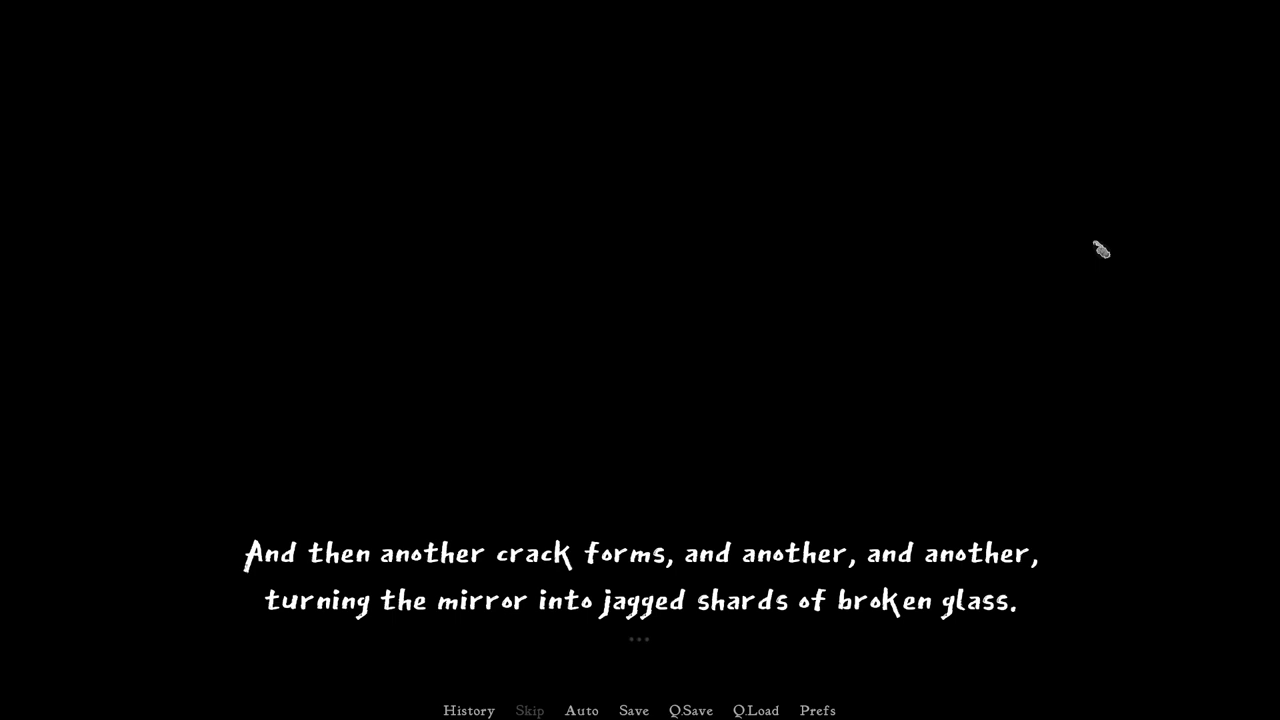 And then another crack forms, and another, and another,
turning the mirror into jagged shards of broken glass.
History Skip Auto Save Q.Save Q.Load Prefs